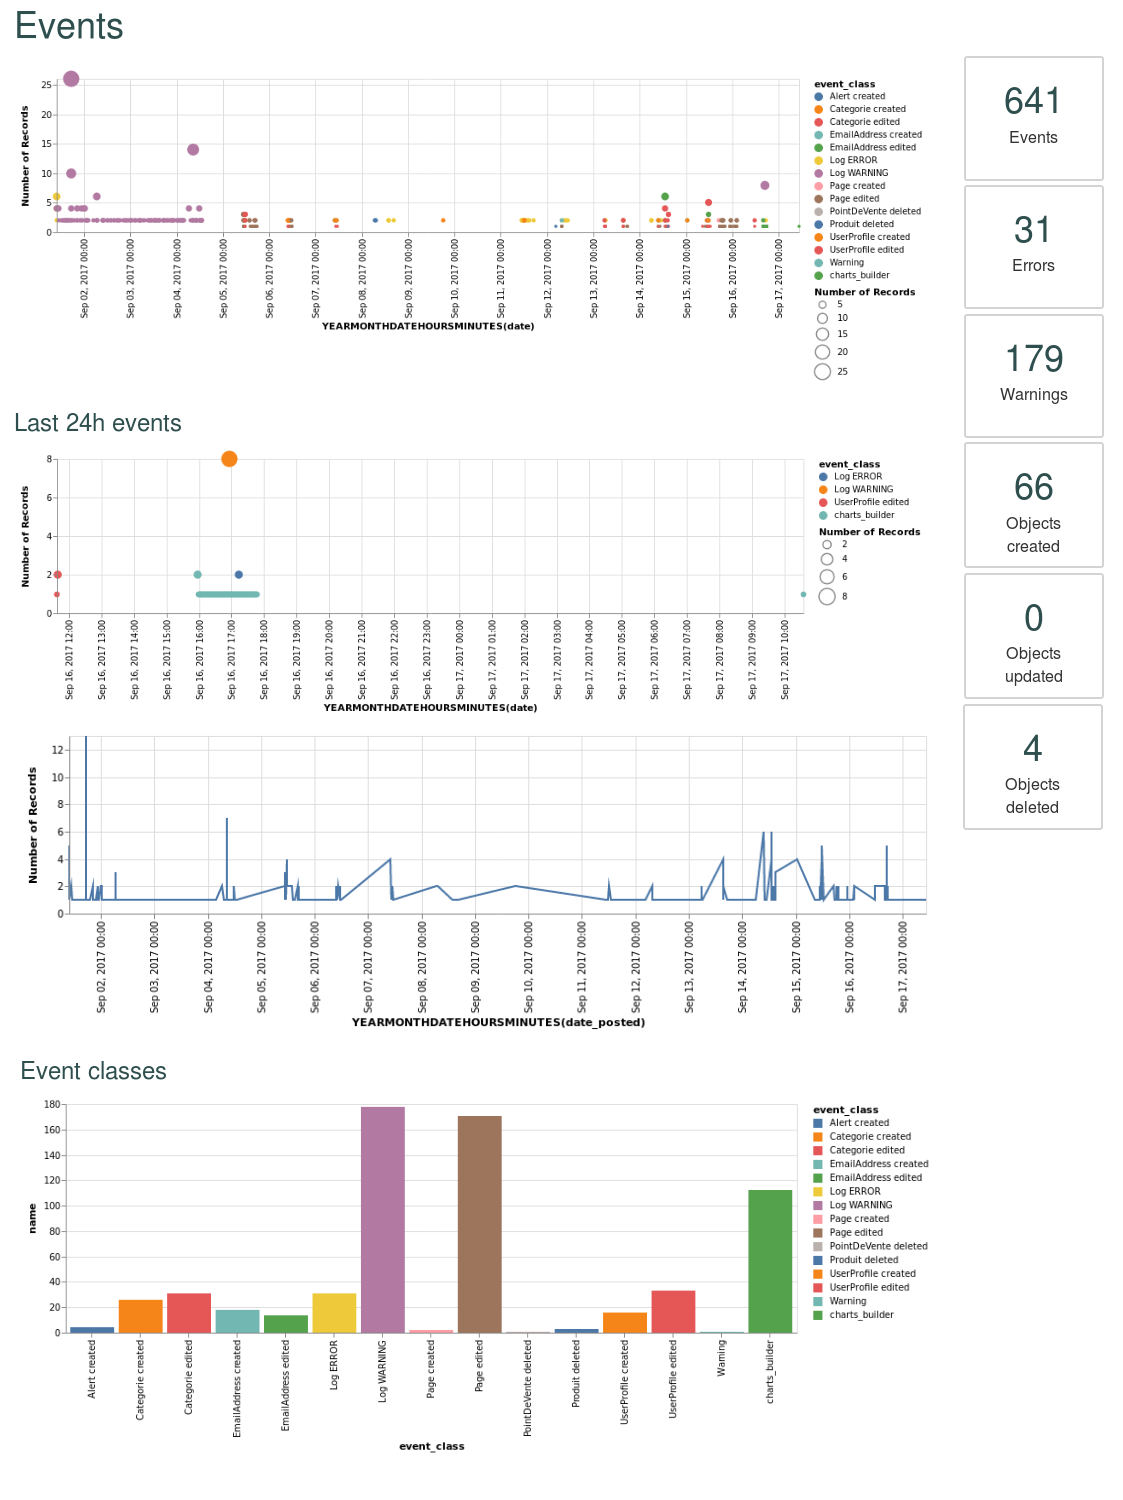 Events
Number of Records
25
20
15
10
5
0
Sep 02, 2017 00:00
Sep 03, 2017 00:00
Sep 04, 2017 00:00
Sep 05, 2017 00:00
Sep 06, 2017 00:00
Sep 07, 2017 00:00
Sep 08, 2017 00:00
Sep 09, 2017 00:00
Sep 10, 2017 00:00
Sep 11, 2017 00:00
Sep 12, 2017 00:00
Sep 13, 2017 00:00
Sep 14, 2017 00:00
Sep 15, 2017 00:00
Sep 16, 2017 00:00
Sep 17, 2017 00:00
YEARMONTHDATEHOURSMINUTES(date)
event_class
Alert created
Categorie created
Categorie edited
EmailAddress created
EmailAddress edited
Log ERROR
Log WARNING
Page created
Page edited
PointDeVente deleted
Produit deleted
UserProfile created
UserProfile edited
Warning
charts_builder
Number of Records
5
10
15
20
25
641
Events
31
Errors
179
Warnings
66
Objects
created
0
Objects
updated
4
Objects
deleted
Last 24h events
Number of Records
8
6
4
2
0
Sep 16, 2017 12:00
Sep 16, 2017 13:00
Sep 16, 2017 14:00
Sep 16, 2017 15:00
Sep 16, 2017 16:00
Sep 16, 2017 17:00
Sep 16, 2017 18:00
Sep 16, 2017 19:00
Sep 16, 2017 20:00
Sep 16, 2017 21:00
Sep 16, 2017 22:00
Sep 16, 2017 23:00
Sep 17, 2017 00:00
Sep 17, 2017 01:00
Sep 17, 2017 02:00
Sep 17, 2017 03:00
Sep 17, 2017 04:00
Sep 17, 2017 05:00
Sep 17, 2017 06:00
Sep 17, 2017 07:00
Sep 17, 2017 08:00
Sep 17, 2017 09:00
Sep 17, 2017 10:00
YEARMONTHDATEHOURSMINUTES(date)
event_class
Log ERROR
Log WARNING
UserProfile edited
charts_builder
Number of Records
2
4
6
8
Number of Records
12
10
8
6
4
2
0
Sep 02, 2017 00:00
Sep 03, 2017 00:00
Sep 04, 2017 00:00
Sep 05, 2017 00:00
Sep 06, 2017 00:00
Sep 07, 2017 00:00
Sep 08, 2017 00:00
Sep 09, 2017 00:00
Sep 10, 2017 00:00
Sep 11, 2017 00:00
Sep 12, 2017 00:00
Sep 13, 2017 00:00
Sep 14, 2017 00:00
Sep 15, 2017 00:00
Sep 16, 2017 00:00
Sep 17, 2017 00:00
YEARMONTHDATEHOURSMINUTES(date_posted)
Event classes
name
180
160
140
120
100
80
60
40
20
0
Alert created
Categorie created
Categorie edited
EmailAddress created
EmailAddress edited
Log ERROR
Log WARNING
Page created
Page edited
PointDeVente deleted
Produit deleted
UserProfile created
UserProfile edited
Warning
charts_builder
event_class
event_class
Alert created
Categorie created
Categorie edited
EmailAddress created
EmailAddress edited
Log ERROR
Log WARNING
Page created
Page edited
PointDeVente deleted
Produit deleted
UserProfile created
UserProfile edited
Warning
charts_builder